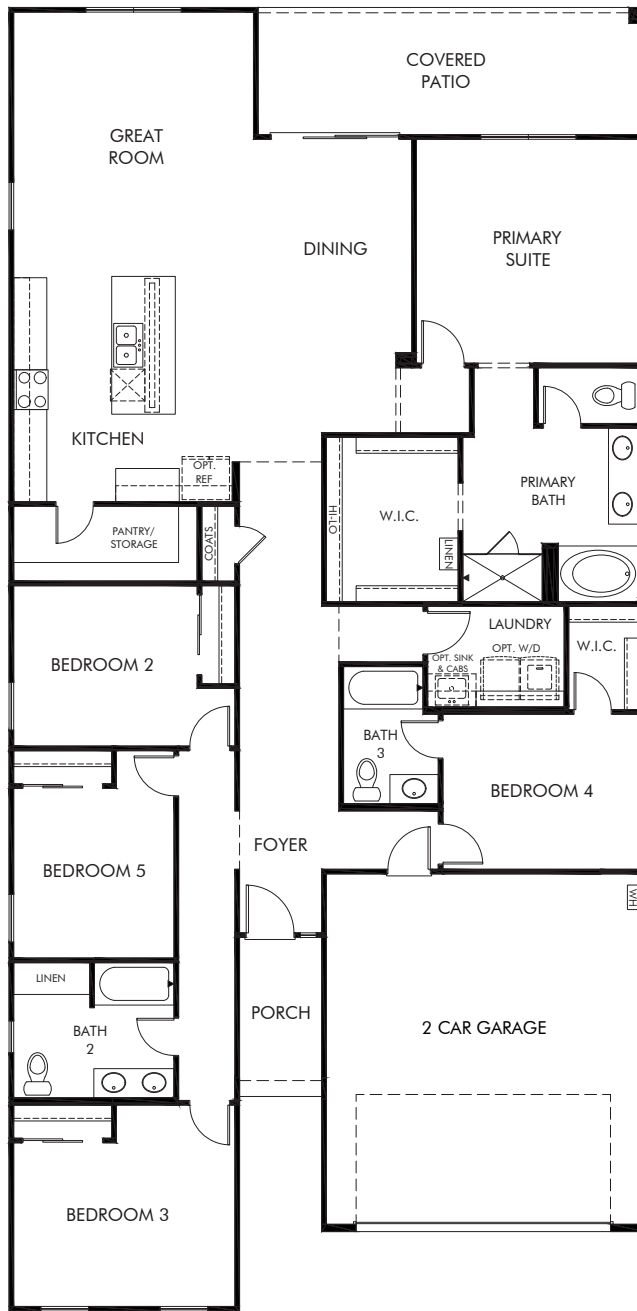 COVERED
PATIO
GREAT
ROOM
DINING
PRIMARY
SUITE
KITCHEN
OPT.
REF
PRIMARY
BATH
HI-LO
W.I.C.
LINEN
PANTRY/
STORAGE
COATS
LAUNDRY
OPT. W/D
OPT. SINK
& CABS
W.I.C.
BEDROOM 2
BATH
3
BEDROOM 4
FOYER
BEDROOM 5
WH
LINEN
BATH
2
PORCH
2 CAR GARAGE
BEDROOM 3